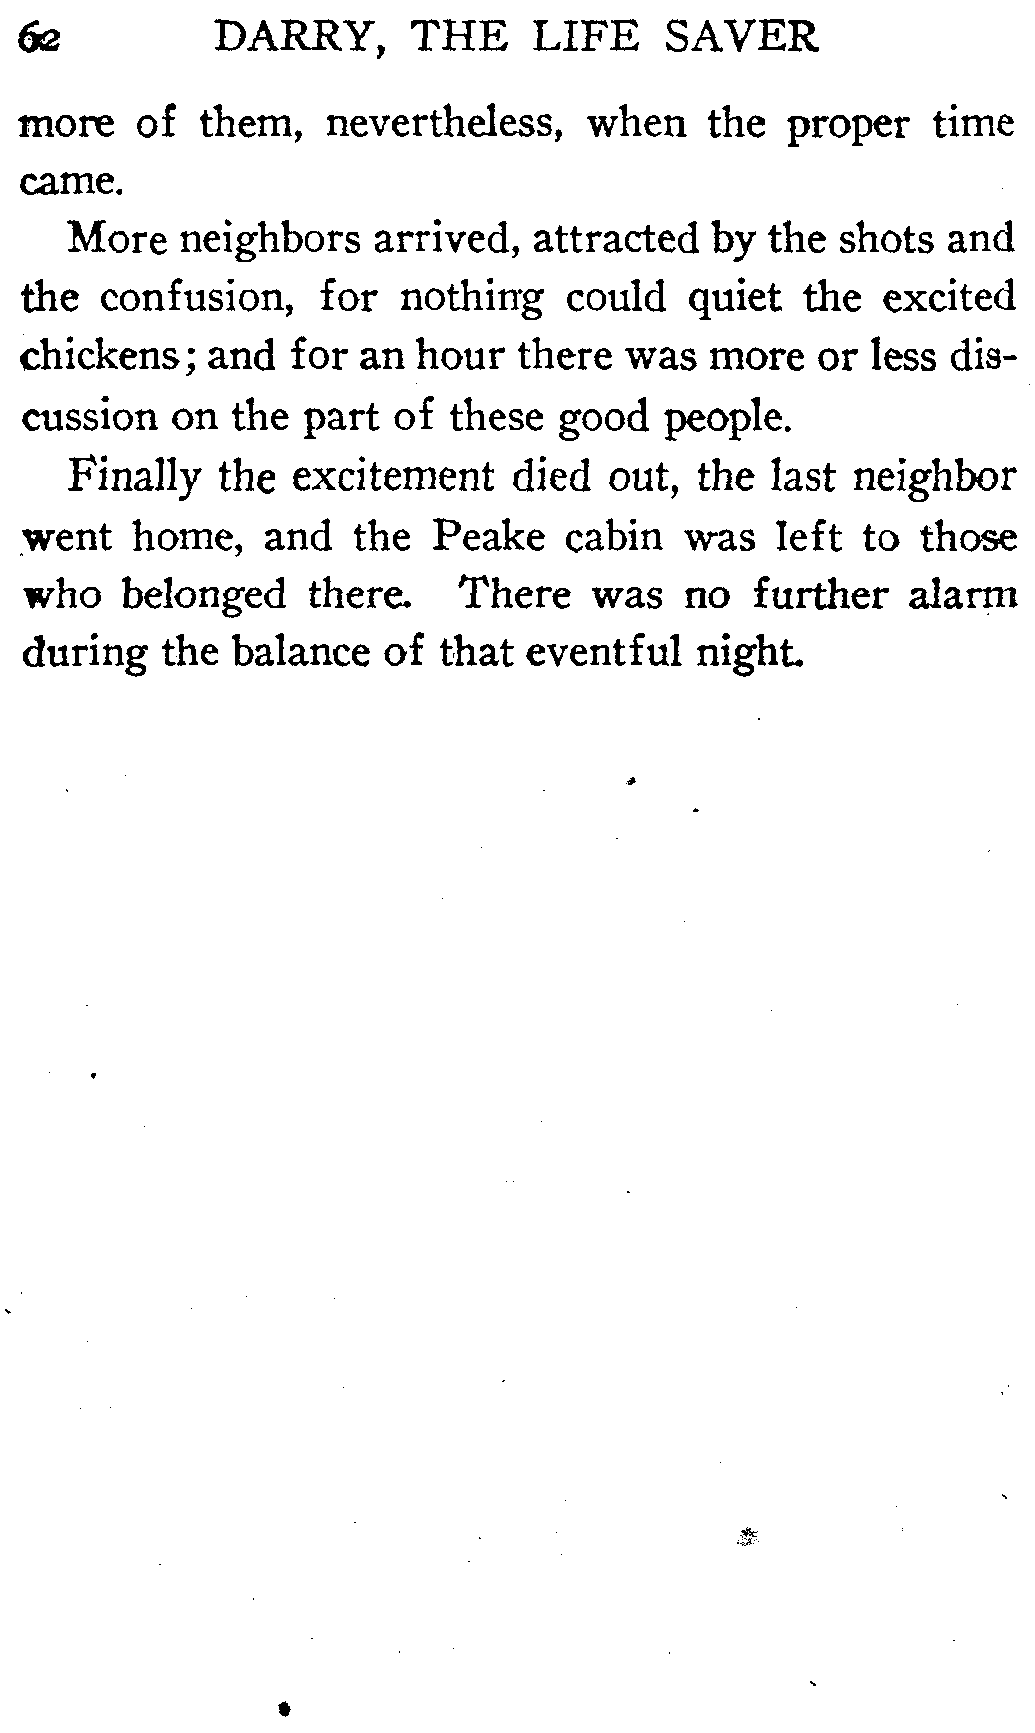 62 DARRY, THE LIFE SAVER
more of them, nevertheless, when the proper time
came.
More neighbors arrived, attracted by the shots and
the confusion, for nothing could quiet the excited
chickens; and for an hour there was more or less dis-
cussion on the part of these good people.
Finally the excitement died out, the last neighbor
went home, and the Peake cabin was left to those
who belonged there. There was no further alarm
during the balance of that eventful night.